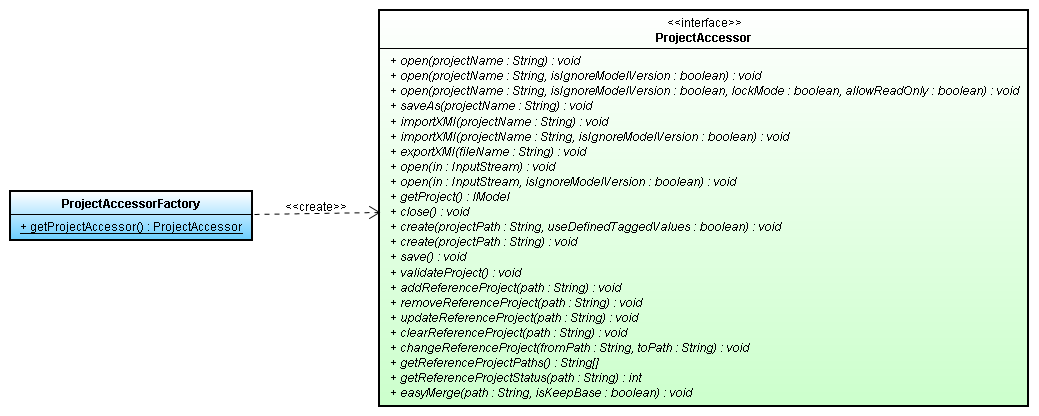 <<interface>>
ProjectAccessor
+ open(projectName : String) : void
+ open(projectName : String, isIgnoreModelVersion : boolean) : void
+ open(projectName : String, isIgnoreModelVersion : boolean, lockMode : boolean, allowReadOnly : boolean) : void
+ saveAs(projectName : String) : void
+ importXMI(projectName : String) : void
+ importXMI(projectName : String, isIgnoreModelVersion : boolean) : void
+ exportXMI(fileName : String) : void
+ open(in : InputStream) : void
+ open(in : InputStream, isIgnoreModelVersion : boolean) : void
+ getProject() : IModel
+ close() : void
+ create(projectPath : String, useDefinedTaggedValues : boolean) : void
+ create(projectPath : String) : void
+ save() : void
+ validateProject() : void
+ addReferenceProject(path : String) : void
+ removeReferenceProject(path : String) : void
+ updateReferenceProject(path : String) : void
+ clearReferenceProject(path : String) : void
+ changeReferenceProject(fromPath : String, toPath : String) : void
+ getReferenceProjectPaths() : String[]
+ getReferenceProjectStatus(path : String) : int
+ easyMerge(path : String, isKeepBase : boolean) : void
ProjectAccessorFactory
+ getProjectAccessor() : ProjectAccessor
<<create>>